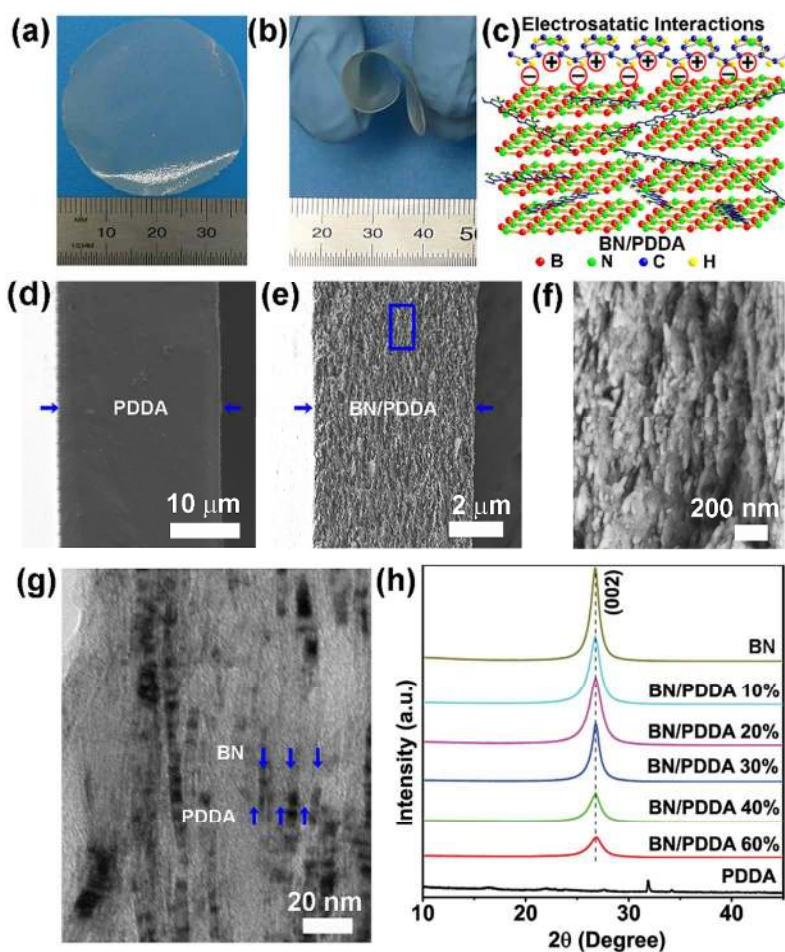 (a)
MM
10 20 30
(b)
20 30 40 50
(c)
Electrosatatic Interactions
+ + + + +
− − − − −
BN/PDDA
B N C H
(d)
PDDA
10 μm
(e)
BN/PDDA
2 μm
(f)
200 nm
(g)
BN
PDDA
20 nm
(h)
(002)
BN
BN/PDDA 10%
BN/PDDA 20%
BN/PDDA 30%
BN/PDDA 40%
BN/PDDA 60%
PDDA
Intensity (a.u.)
10 20 30 40
2θ (Degree)